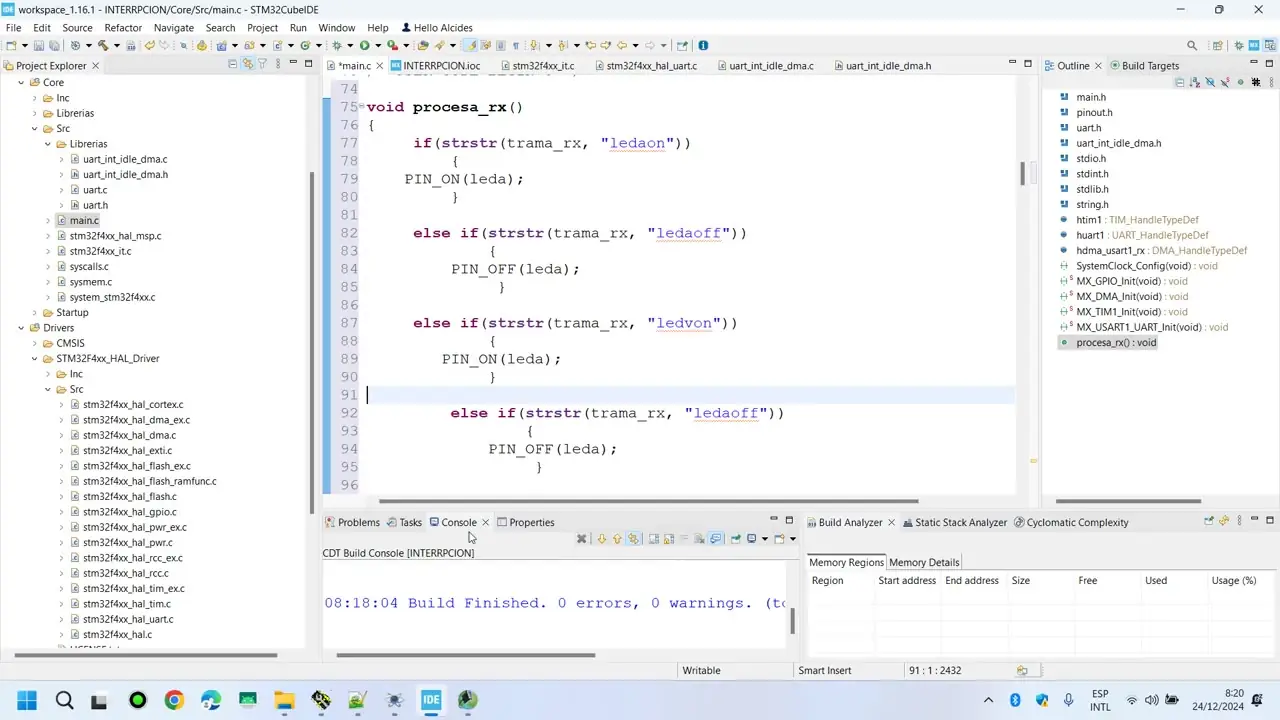 workspace_1.16.1 - INTERRPCION/Core/Src/main.c - STM32CubeIDE
File Edit Source Refactor Navigate Search Project Run Window Help Hello Alcides
Project Explorer
Core
Inc
Librerias
Src
Librerias
uart_int_idle_dma.c
uart_int_idle_dma.h
uart.c
uart.h
main.c
stm32f4xx_hal_msp.c
stm32f4xx_it.c
syscalls.c
sysmem.c
system_stm32f4xx.c
Startup
Drivers
CMSIS
STM32F4xx_HAL_Driver
Inc
Src
stm32f4xx_hal_cortex.c
stm32f4xx_hal_dma_ex.c
stm32f4xx_hal_dma.c
stm32f4xx_hal_exti.c
stm32f4xx_hal_flash_ex.c
stm32f4xx_hal_flash_ramfunc.c
stm32f4xx_hal_flash.c
stm32f4xx_hal_gpio.c
stm32f4xx_hal_pwr_ex.c
stm32f4xx_hal_pwr.c
stm32f4xx_hal_rcc_ex.c
stm32f4xx_hal_rcc.c
stm32f4xx_hal_tim_ex.c
stm32f4xx_hal_tim.c
stm32f4xx_hal_uart.c
stm32f4xx_hal.c
*main.c INTERRPCION.ioc stm32f4xx_it.c stm32f4xx_hal_uart.c uart_int_idle_dma.c uart_int_idle_dma.h
74
75 void procesa_rx()
76 {
77 if(strstr(trama_rx, "ledaon"))
78 {
79 PIN_ON(leda);
80 }
81
82 else if(strstr(trama_rx, "ledaoff"))
83 {
84 PIN_OFF(leda);
85 }
86
87 else if(strstr(trama_rx, "ledvon"))
88 {
89 PIN_ON(leda);
90 }
91
92 else if(strstr(trama_rx, "ledaoff"))
93 {
94 PIN_OFF(leda);
95 }
96
Outline Build Targets
main.h
pinout.h
uart.h
uart_int_idle_dma.h
stdio.h
stdint.h
stdlib.h
string.h
htim1 : TIM_HandleTypeDef
huart1 : UART_HandleTypeDef
hdma_usart1_rx : DMA_HandleTypeDef
SystemClock_Config(void) : void
MX_GPIO_Init(void) : void
MX_DMA_Init(void) : void
MX_TIM1_Init(void) : void
MX_USART1_UART_Init(void) : void
procesa_rx() : void
Problems Tasks Console Properties
CDT Build Console [INTERRPCION]
08:18:04 Build Finished. 0 errors, 0 warnings. (to
Build Analyzer Static Stack Analyzer Cyclomatic Complexity
Memory Regions Memory Details
Region Start address End address Size Free Used Usage (%)
Writable Smart Insert 91 : 1 : 2432
IDE
ESP
INTL
8:20
24/12/2024